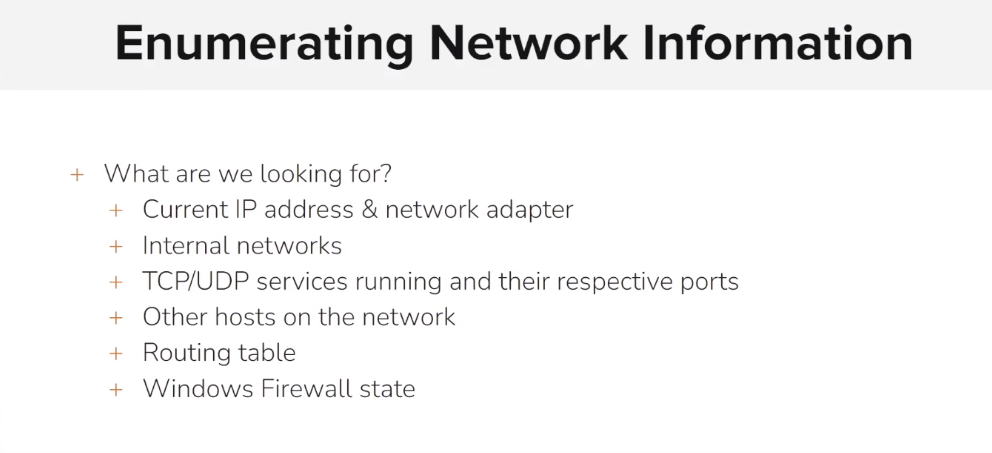 Enumerating Network Information
+ What are we looking for?
+ Current IP address & network adapter
+ Internal networks
+ TCP/UDP services running and their respective ports
+ Other hosts on the network
+ Routing table
+ Windows Firewall state